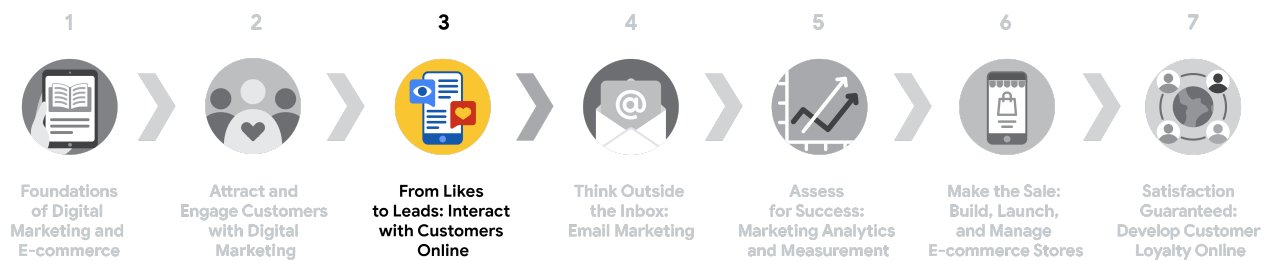 1
2
3
4
5
6
7
@
Foundations
of Digital
Marketing and
E-commerce
Attract and
Engage Customers
with Digital
Marketing
From Likes
to Leads: Interact
with Customers
Online
Think Outside
the Inbox:
Email Marketing
Assess
for Success:
Marketing Analytics
and Measurement
Make the Sale:
Build, Launch,
and Manage
E-commerce Stores
Satisfaction
Guaranteed:
Develop Customer
Loyalty Online